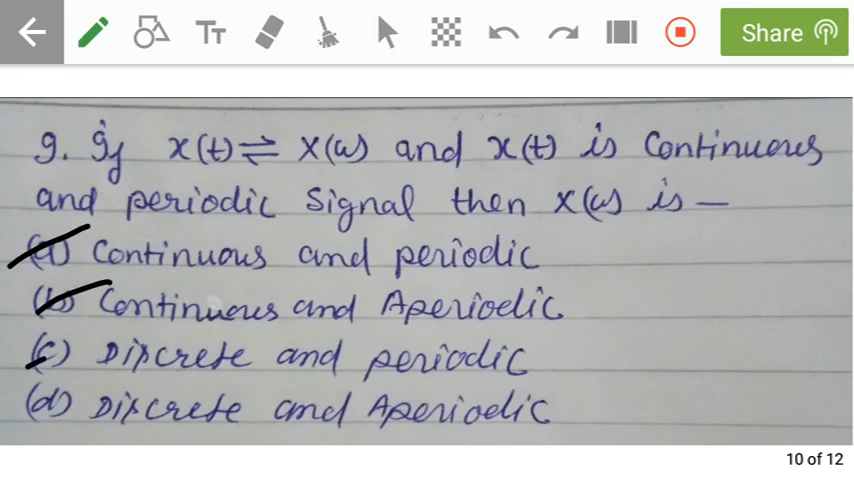 Share
9. If x(t) ⇌ X(ω) and x(t) is Continuous
and periodic Signal then X(ω) is —
(a) Continuous and periodic
(b) Continuous and Aperiodic
(c) Discrete and periodic
(d) Discrete and Aperiodic
10 of 12